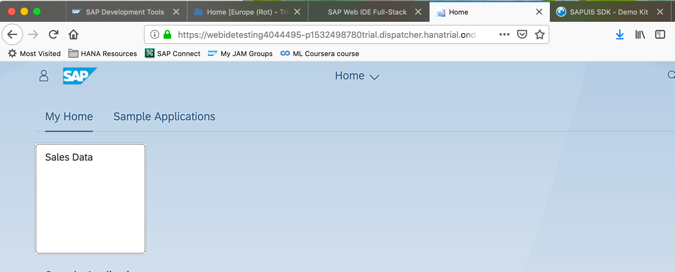 SAP Development Tools
Home [Europe (Rot) - Tri
SAP Web IDE Full-Stack
Home
SAPUI5 SDK - Demo Kit
https://webidetesting4044495-p1532498780trial.dispatcher.hanatrial.ond
Most Visited
HANA Resources
SAP Connect
My JAM Groups
ML Coursera course
SAP
Home
My Home
Sample Applications
Sales Data